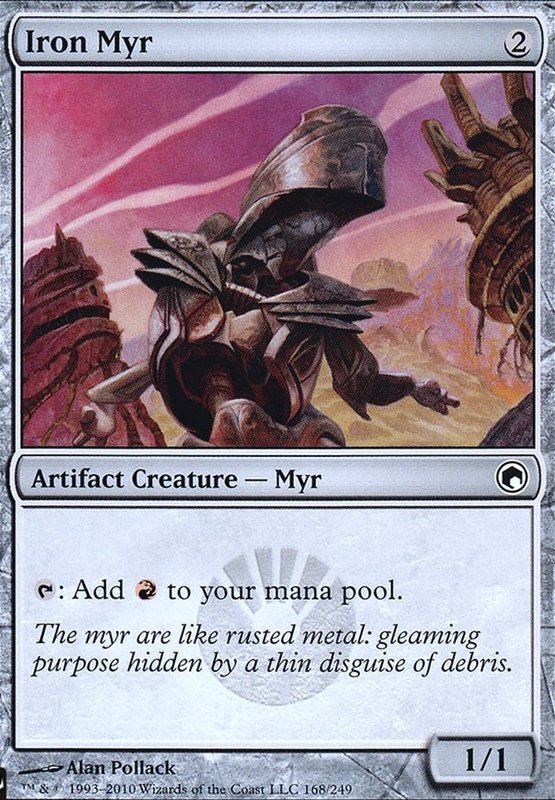 Iron Myr 2
Artifact Creature — Myr
: Add to your mana pool.
The myr are like rusted metal: gleaming
purpose hidden by a thin disguise of debris.
1/1
Alan Pollack
™ & © 1993–2010 Wizards of the Coast LLC 168/249